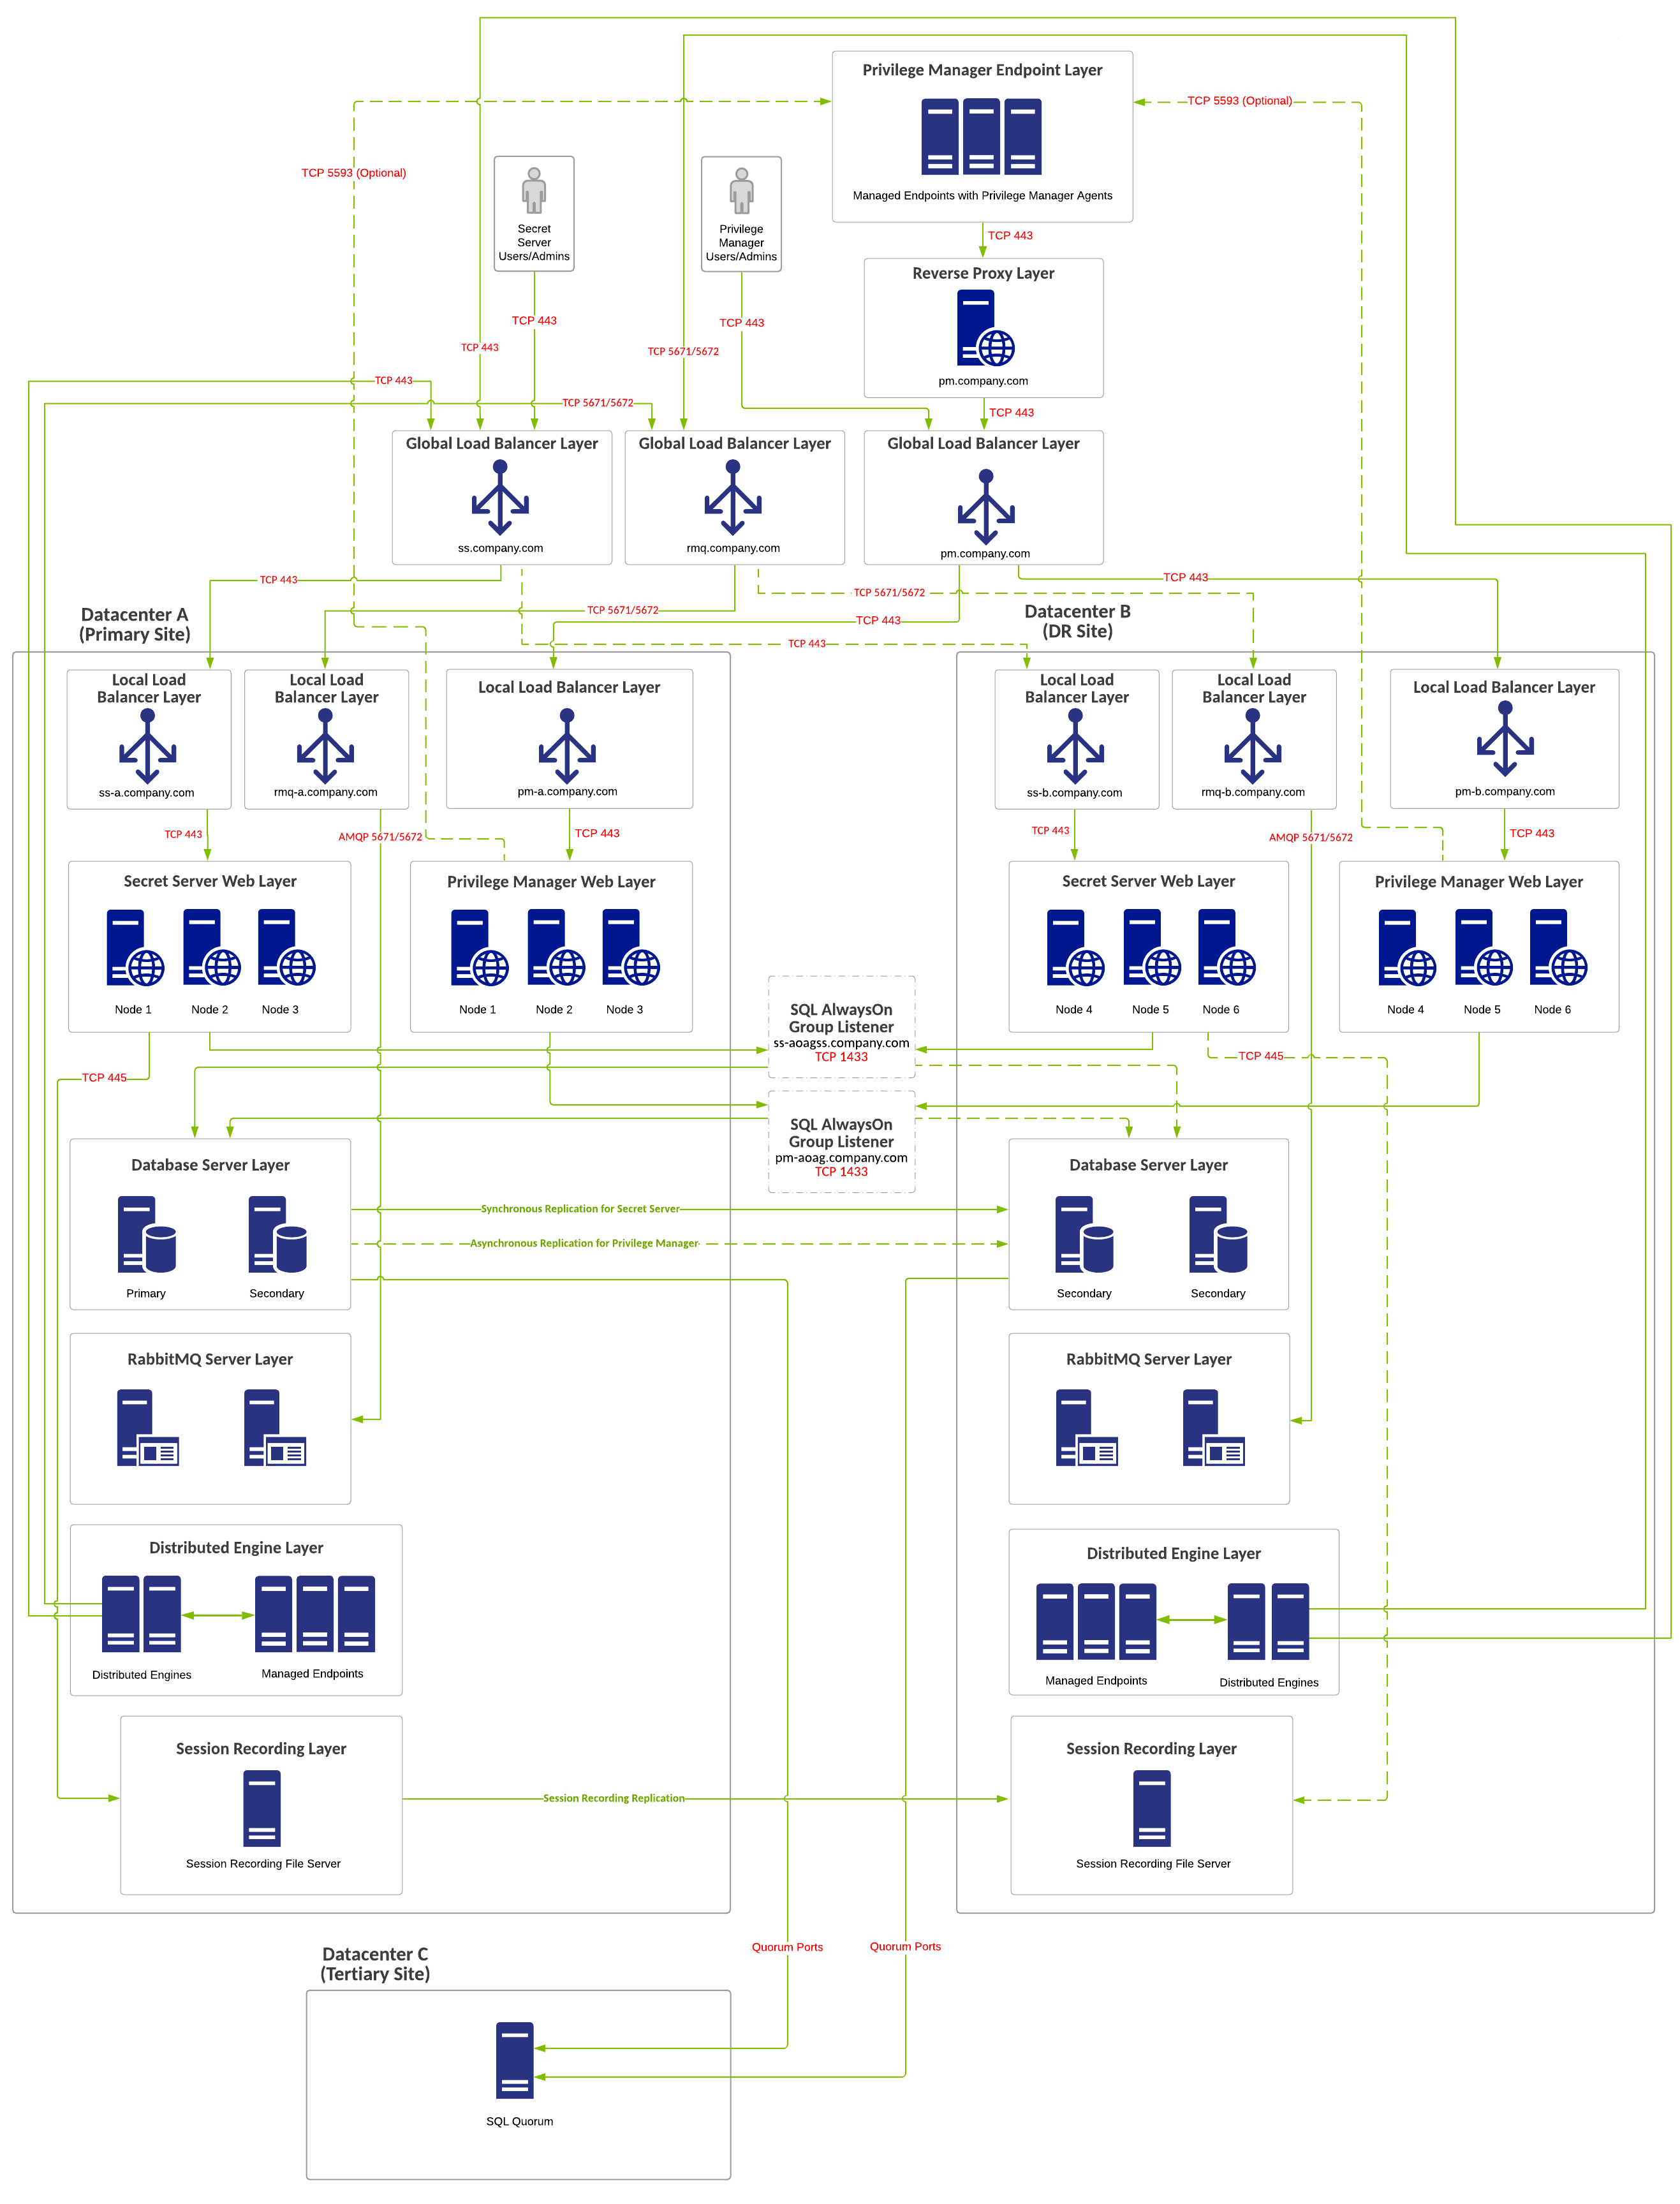 Privilege Manager Endpoint Layer
Managed Endpoints with Privilege Manager Agents
TCP 5593 (Optional)
TCP 5593 (Optional)
Secret
Server
Users/Admins
Privilege
Manager
Users/Admins
TCP 443
Reverse Proxy Layer
pm.company.com
TCP 443
TCP 443
TCP 443
TCP 5671/5672
TCP 443
TCP 5671/5672
TCP 443
Global Load Balancer Layer
ss.company.com
Global Load Balancer Layer
rmq.company.com
Global Load Balancer Layer
pm.company.com
TCP 443
TCP 443
TCP 5671/5672
TCP 5671/5672
TCP 443
TCP 443
Datacenter A
(Primary Site)
Datacenter B
(DR Site)
Local Load
Balancer Layer
ss-a.company.com
Local Load
Balancer Layer
rmq-a.company.com
Local Load Balancer Layer
pm-a.company.com
Local Load
Balancer Layer
ss-b.company.com
Local Load
Balancer Layer
rmq-b.company.com
Local Load Balancer Layer
pm-b.company.com
TCP 443
AMQP 5671/5672
TCP 443
TCP 443
AMQP 5671/5672
TCP 443
Secret Server Web Layer
Node 1
Node 2
Node 3
Privilege Manager Web Layer
Node 1
Node 2
Node 3
Secret Server Web Layer
Node 4
Node 5
Node 6
Privilege Manager Web Layer
Node 4
Node 5
Node 6
SQL AlwaysOn
Group Listener
ss-aoagss.company.com
TCP 1433
TCP 445
TCP 445
SQL AlwaysOn
Group Listener
pm-aoag.company.com
TCP 1433
Database Server Layer
Primary
Secondary
Synchronous Replication for Secret Server
Asynchronous Replication for Privilege Manager
Database Server Layer
Secondary
Secondary
RabbitMQ Server Layer
RabbitMQ Server Layer
Distributed Engine Layer
Distributed Engines
Managed Endpoints
Distributed Engine Layer
Managed Endpoints
Distributed Engines
Session Recording Layer
Session Recording File Server
Session Recording Replication
Session Recording Layer
Session Recording File Server
Quorum Ports
Quorum Ports
Datacenter C
(Tertiary Site)
SQL Quorum